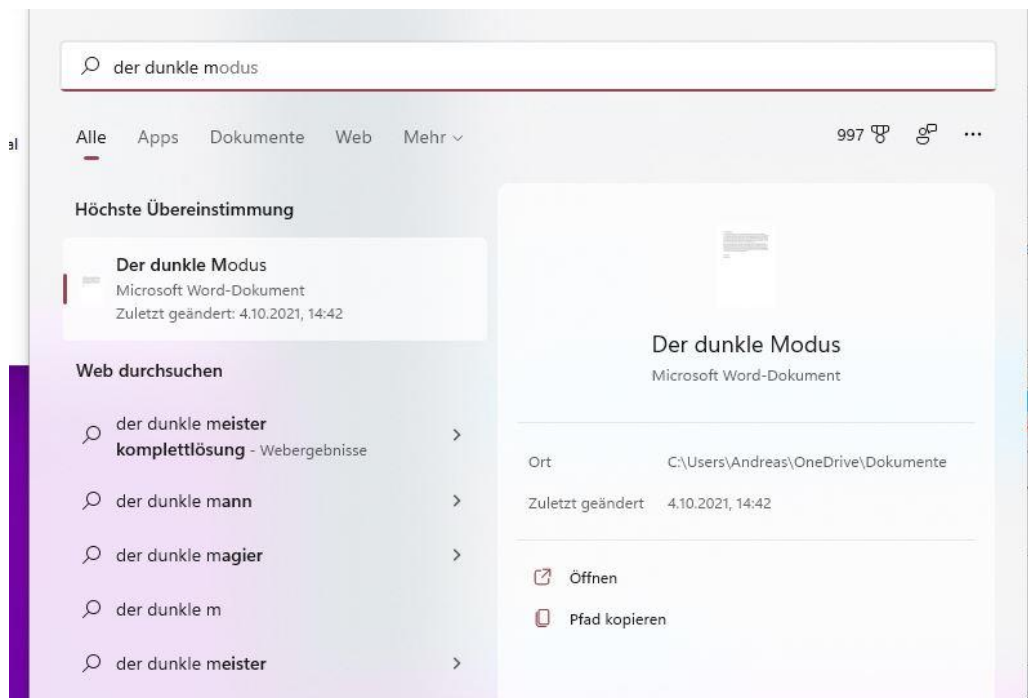 al
der dunkle modus
Alle Apps Dokumente Web Mehr
997
Höchste Übereinstimmung
Der dunkle Modus
Microsoft Word-Dokument
Zuletzt geändert: 4.10.2021, 14:42
Web durchsuchen
der dunkle meister
komplettlösung - Webergebnisse
der dunkle mann
der dunkle magier
der dunkle m
der dunkle meister
Der dunkle Modus
Microsoft Word-Dokument
Ort C:\Users\Andreas\OneDrive\Dokumente
Zuletzt geändert 4.10.2021, 14:42
Öffnen
Pfad kopieren